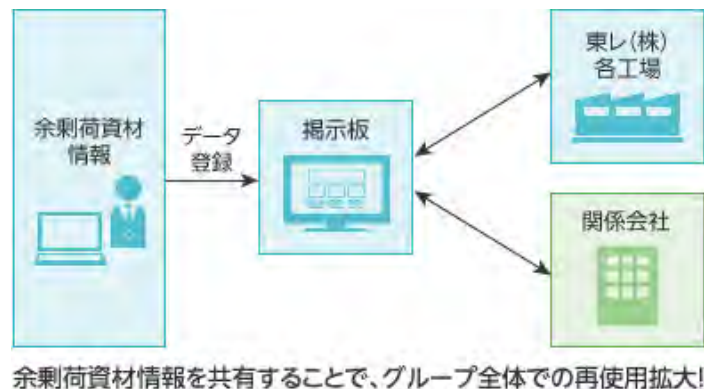 余剰荷資材
情報
データ
登録
掲示板
東レ(株)
各工場
関係会社
余剰荷資材情報を共有することで、グループ全体での再使用拡大!